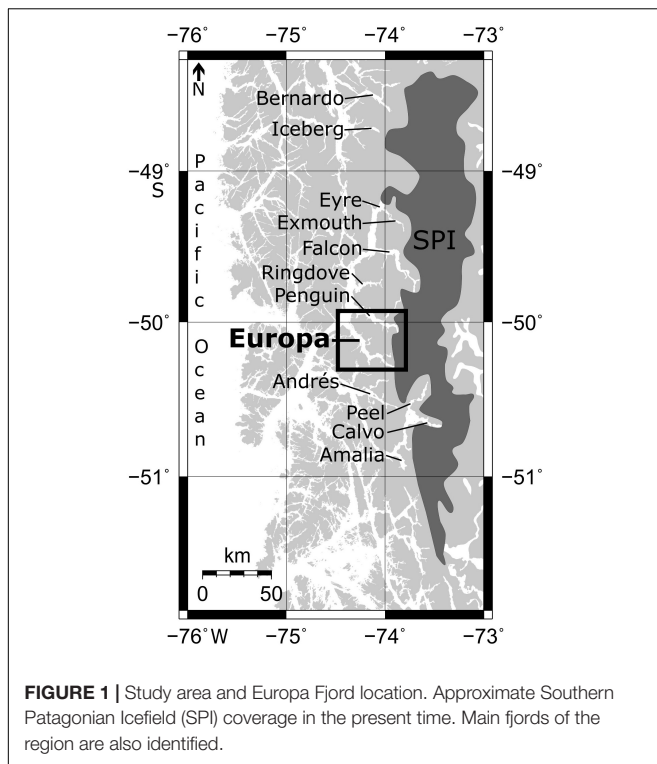 −76° −75° −74° −73°
N
Bernardo
Iceberg
−49° −49°
S
Pacific
Eyre
Exmouth
SPI
Falcon
Ringdove
Penguin
−50° −50°
Europa
Ocean
Andrés
Peel
Calvo
Amalia
−51° −51°
km
0 50
−76°W −75° −74° −73°
FIGURE 1 | Study area and Europa Fjord location. Approximate Southern
Patagonian Icefield (SPI) coverage in the present time. Main fjords of the
region are also identified.